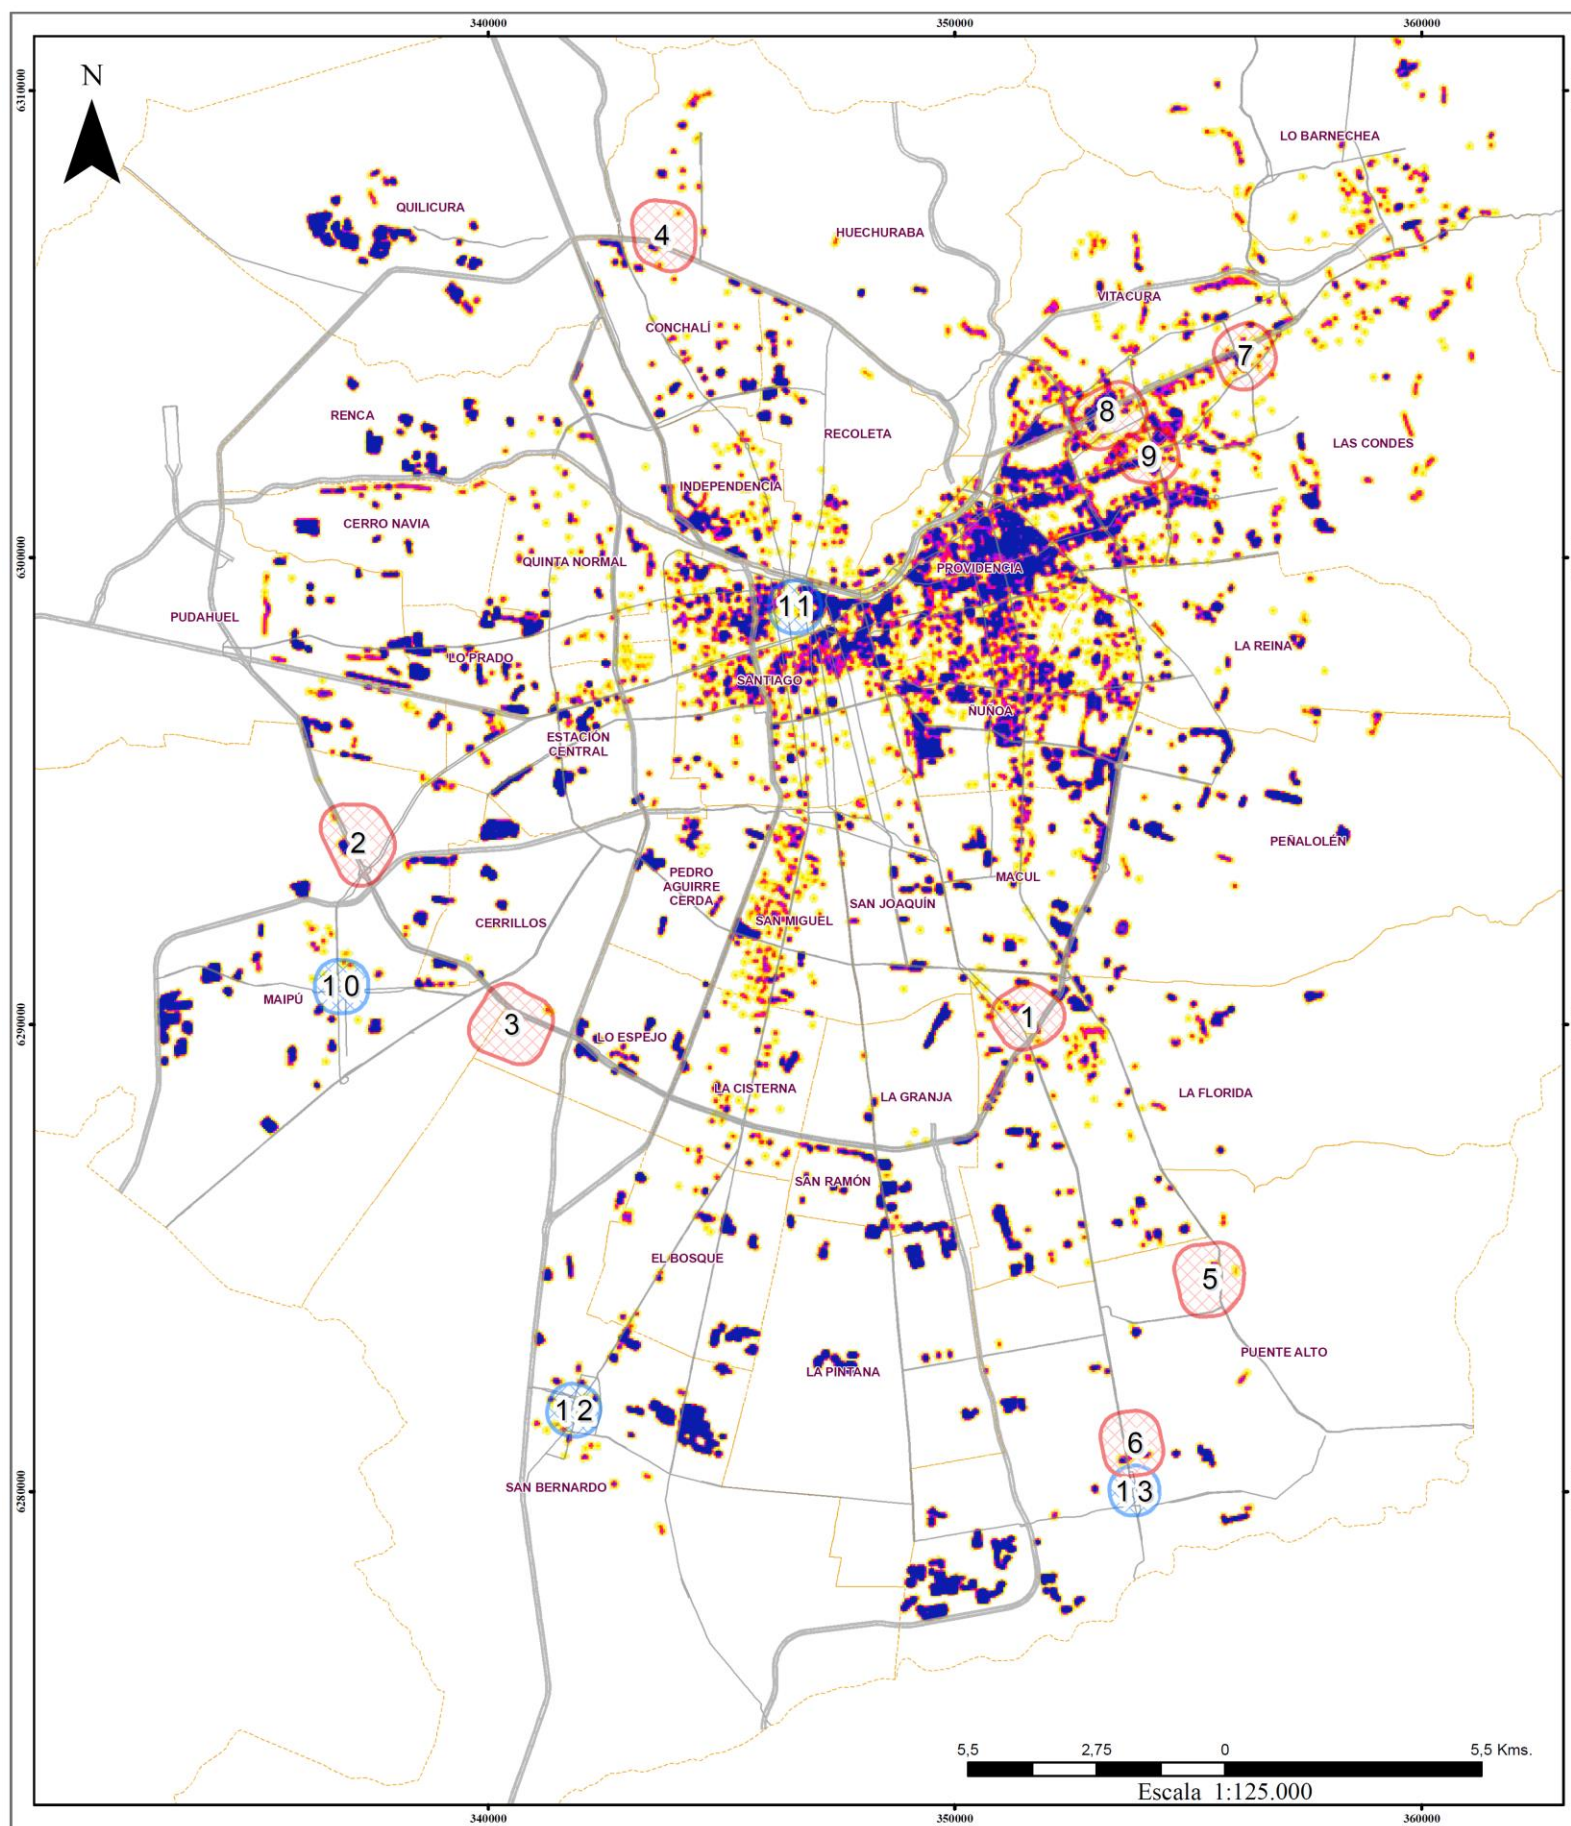 340000
350000
360000
6310000
N
LO BARNECHEA
QUILICURA
4
HUECHURABA
VITACURA
CONCHALÍ
7
RENCA
8
RECOLETA
LAS CONDES
9
INDEPENDENCIA
CERRO NAVIA
6300000
QUINTA NORMAL
PROVIDENCIA
11
PUDAHUEL
LA REINA
LO PRADO
SANTIAGO
ÑUÑOA
ESTACIÓN
CENTRAL
2
PEÑALOLÉN
PEDRO
AGUIRRE
CERDA
MACUL
SAN JOAQUÍN
CERRILLOS
SAN MIGUEL
10
MAIPÚ
6290000
3
1
LO ESPEJO
LA CISTERNA
LA GRANJA
LA FLORIDA
SAN RAMÓN
EL BOSQUE
5
PUENTE ALTO
LA PINTANA
12
6
SAN BERNARDO
13
6280000
5,5
2,75
0
5,5 Kms.
Escala 1:125.000
340000
350000
360000